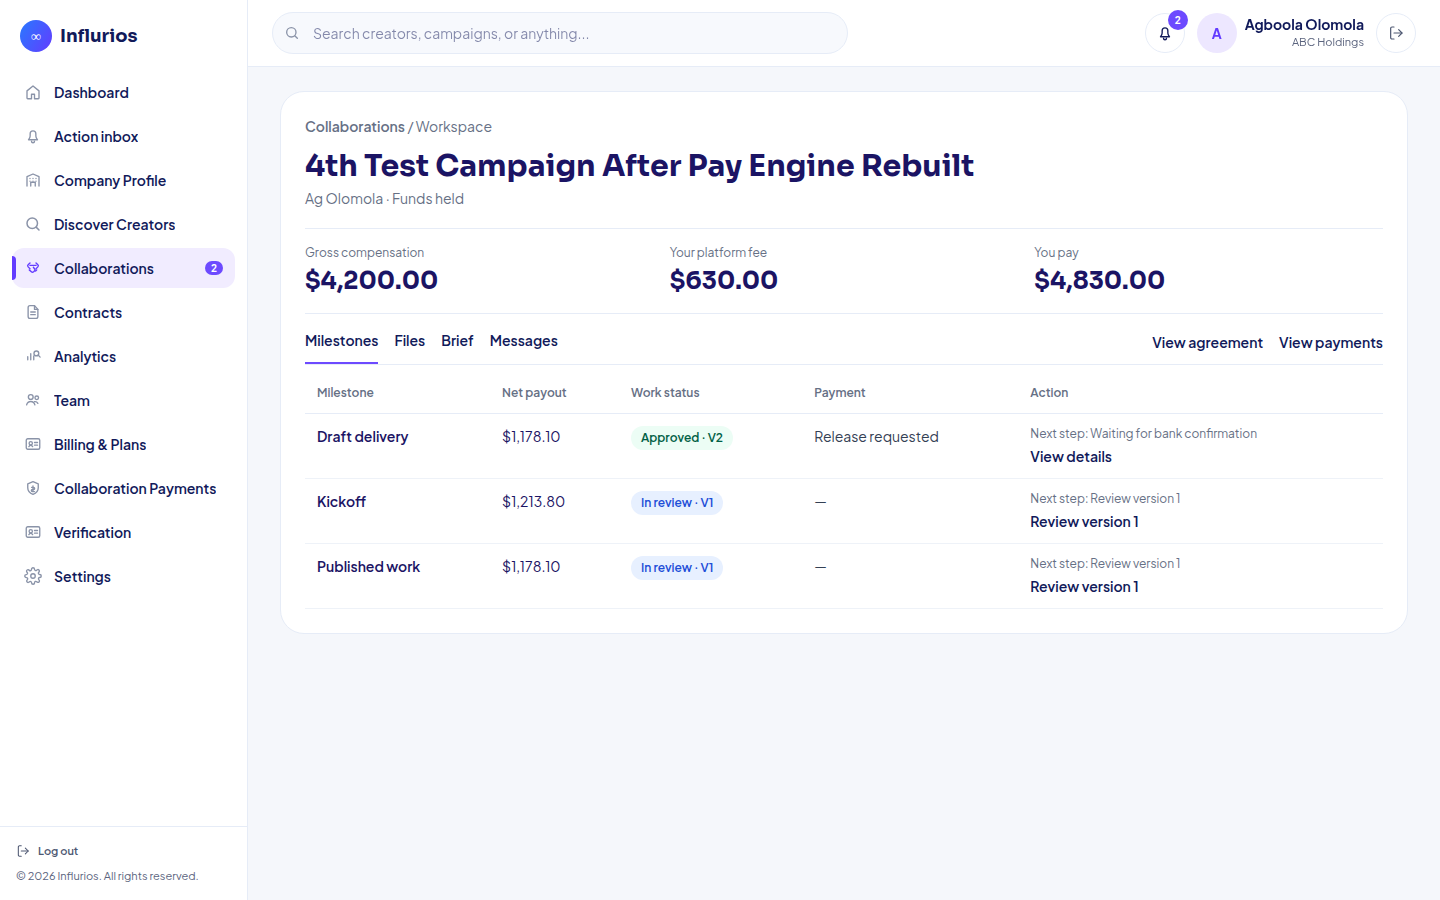 ∞ Influrios
Search creators, campaigns, or anything...
2
A
Agboola Olomola
ABC Holdings
Dashboard
Action inbox
Company Profile
Discover Creators
Collaborations 2
Contracts
Analytics
Team
Billing & Plans
Collaboration Payments
Verification
Settings
Log out
© 2026 Influrios. All rights reserved.
Collaborations / Workspace
4th Test Campaign After Pay Engine Rebuilt
Ag Olomola · Funds held
Gross compensation Your platform fee You pay
$4,200.00 $630.00 $4,830.00
Milestones Files Brief Messages View agreement View payments
Milestone Net payout Work status Payment Action
Draft delivery $1,178.10 Approved · V2 Release requested Next step: Waiting for bank confirmation
View details
Kickoff $1,213.80 In review · V1 — Next step: Review version 1
Review version 1
Published work $1,178.10 In review · V1 — Next step: Review version 1
Review version 1